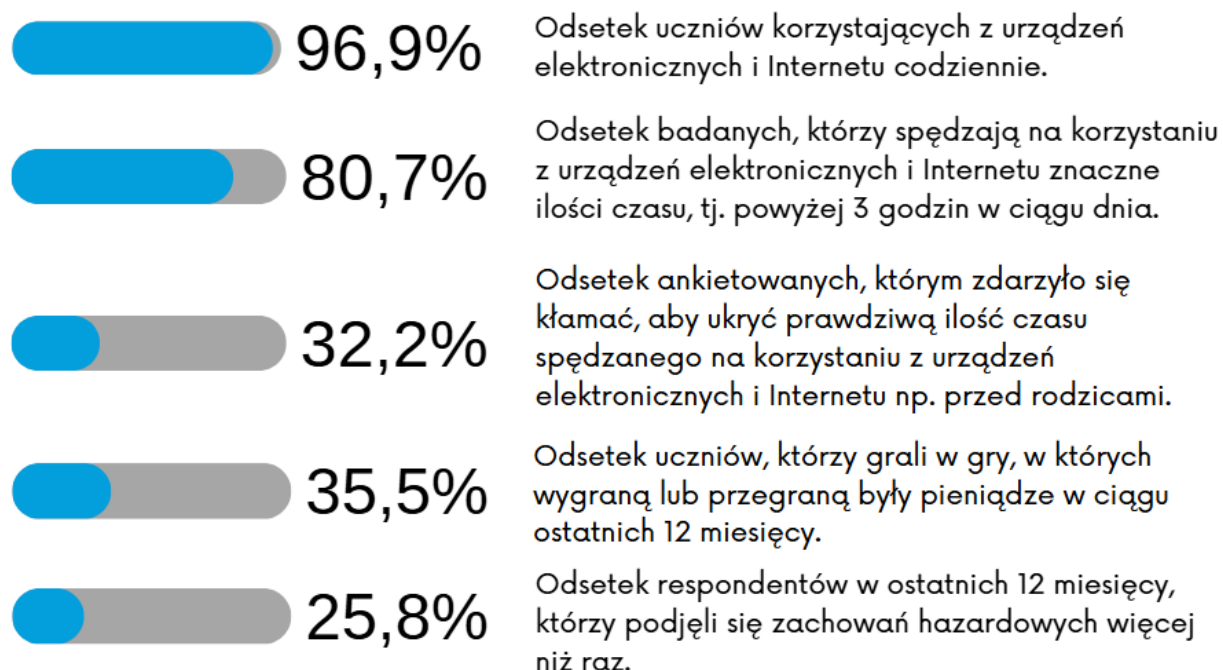 96,9%
Odsetek uczniów korzystających z urządzeń
elektronicznych i Internetu codziennie.
80,7%
Odsetek badanych, którzy spędzają na korzystaniu
z urządzeń elektronicznych i Internetu znaczne
ilości czasu, tj. powyżej 3 godzin w ciągu dnia.
32,2%
Odsetek ankietowanych, którym zdarzyło się
kłamać, aby ukryć prawdziwą ilość czasu
spędzanego na korzystaniu z urządzeń
elektronicznych i Internetu np. przed rodzicami.
35,5%
Odsetek uczniów, którzy grali w gry, w których
wygraną lub przegraną były pieniądze w ciągu
ostatnich 12 miesięcy.
25,8%
Odsetek respondentów w ostatnich 12 miesięcy,
którzy podjęli się zachowań hazardowych więcej
niż raz.